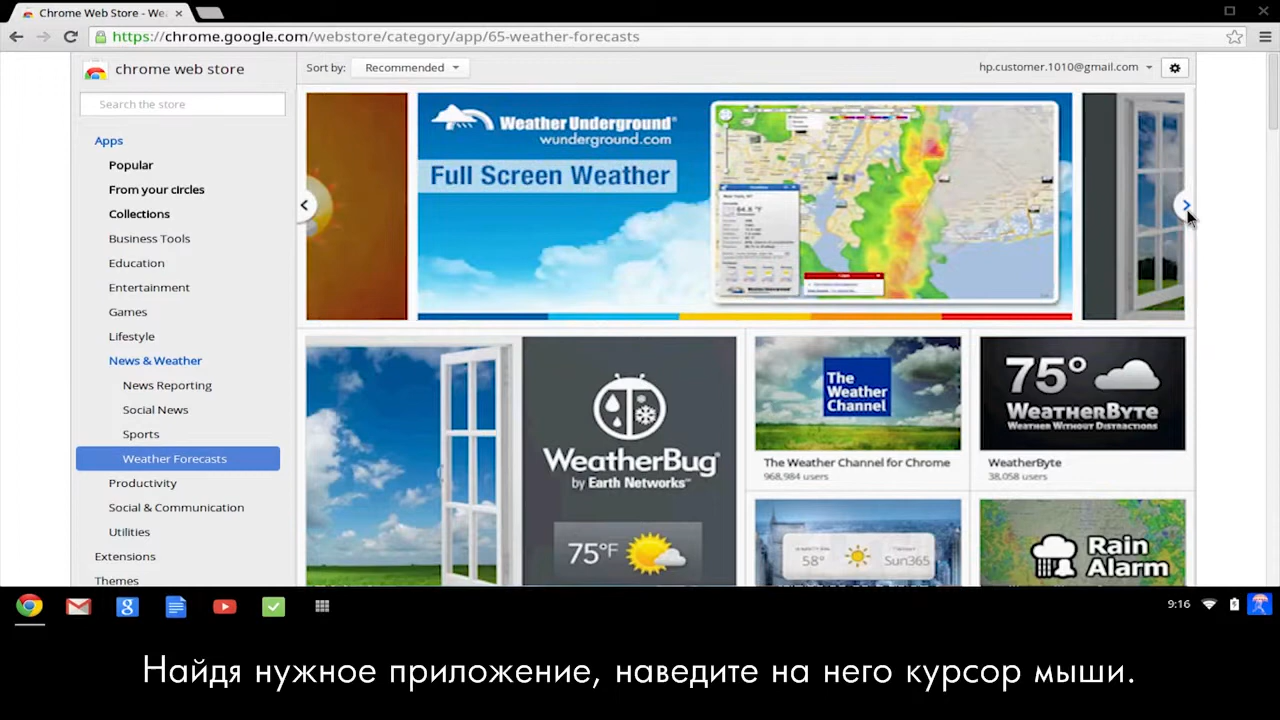 Chrome Web Store - Wea
https://chrome.google.com/webstore/category/app/65-weather-forecasts
chrome web store
Search the store
Apps
Popular
From your circles
Collections
Business Tools
Education
Entertainment
Games
Lifestyle
News & Weather
News Reporting
Social News
Sports
Weather Forecasts
Productivity
Social & Communication
Utilities
Extensions
Themes
Sort by:
Recommended
hp.customer.1010@gmail.com
Weather Underground
wunderground.com
Full Screen Weather
WeatherBug
by Earth Networks
75°F
The Weather Channel
The Weather Channel for Chrome
968,984 users
75°
WeatherByte
Weather Without Distractions
WeatherByte
38,058 users
58°
Sun365
Rain Alarm
9:16
Найдя нужное приложение, наведите на него курсор мыши.